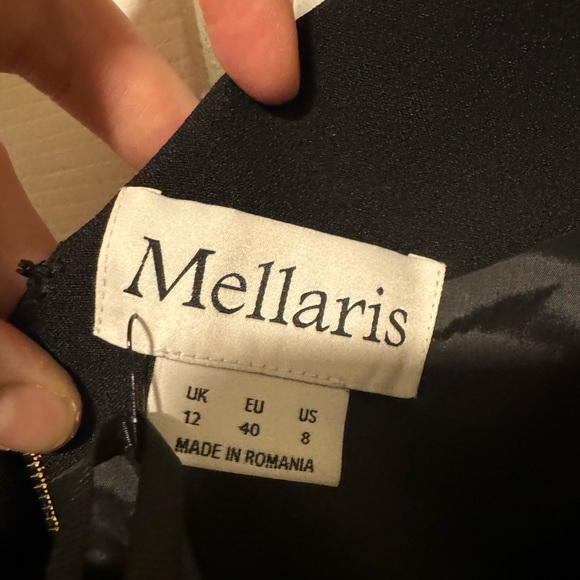 Mellaris
UK EU US
12 40 8
MADE IN ROMANIA